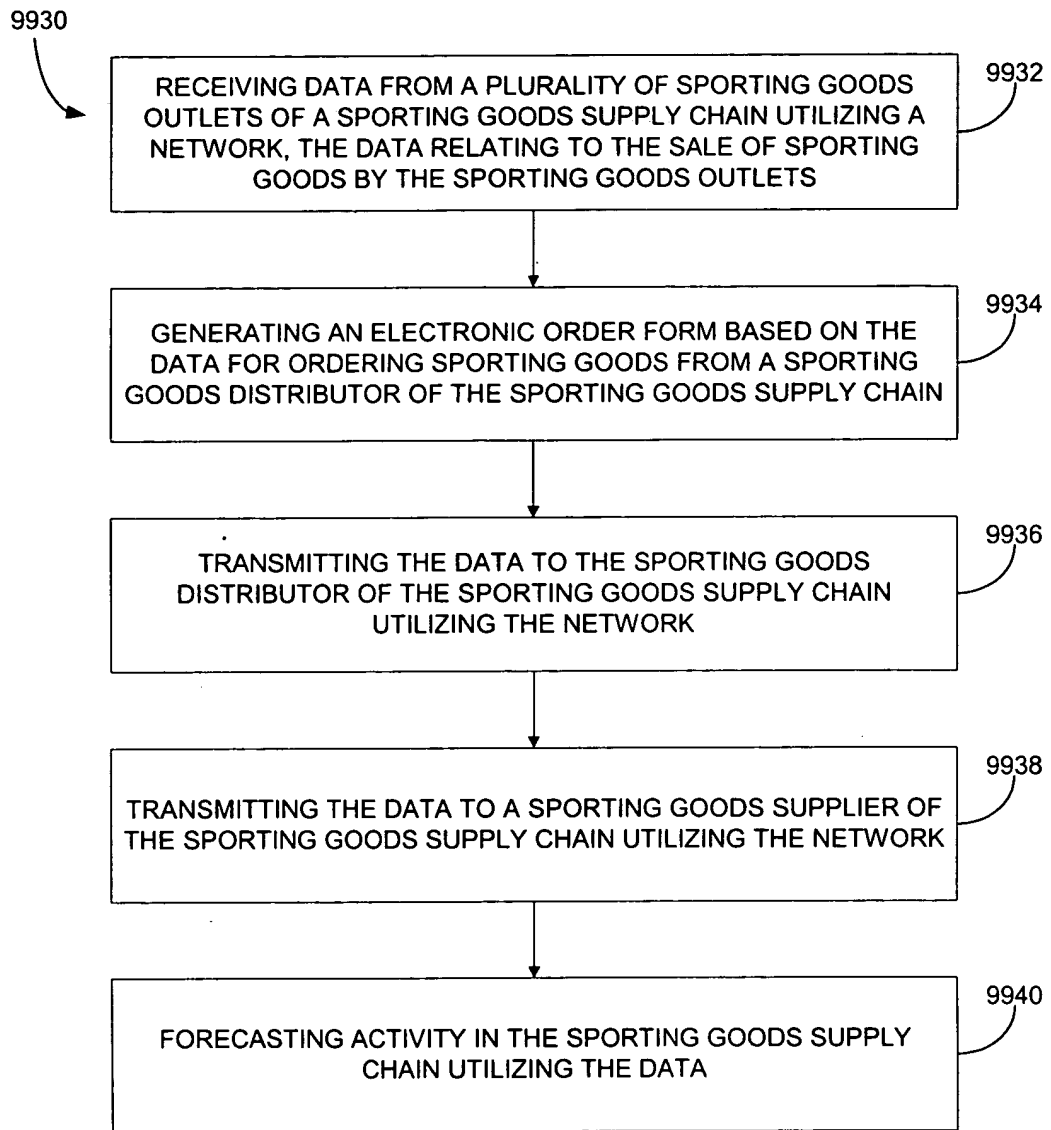 9930
RECEIVING DATA FROM A PLURALITY OF SPORTING GOODS
OUTLETS OF A SPORTING GOODS SUPPLY CHAIN UTILIZING A
NETWORK, THE DATA RELATING TO THE SALE OF SPORTING
GOODS BY THE SPORTING GOODS OUTLETS
9932
GENERATING AN ELECTRONIC ORDER FORM BASED ON THE
DATA FOR ORDERING SPORTING GOODS FROM A SPORTING
GOODS DISTRIBUTOR OF THE SPORTING GOODS SUPPLY CHAIN
9934
TRANSMITTING THE DATA TO THE SPORTING GOODS
DISTRIBUTOR OF THE SPORTING GOODS SUPPLY CHAIN
UTILIZING THE NETWORK
9936
TRANSMITTING THE DATA TO A SPORTING GOODS SUPPLIER OF
THE SPORTING GOODS SUPPLY CHAIN UTILIZING THE NETWORK
9938
FORECASTING ACTIVITY IN THE SPORTING GOODS SUPPLY
CHAIN UTILIZING THE DATA
9940